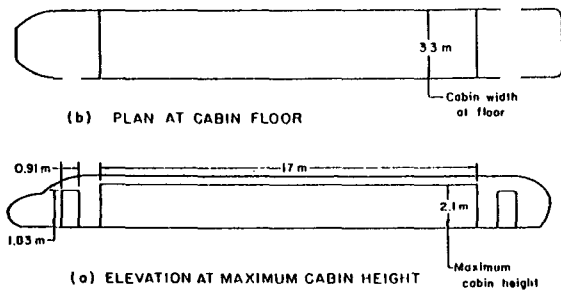 3.3 m
Cabin width
at floor
(b) PLAN AT CABIN FLOOR
0.91 m
17 m
2.1 m
1.03 m
Maximum
cabin height
(a) ELEVATION AT MAXIMUM CABIN HEIGHT